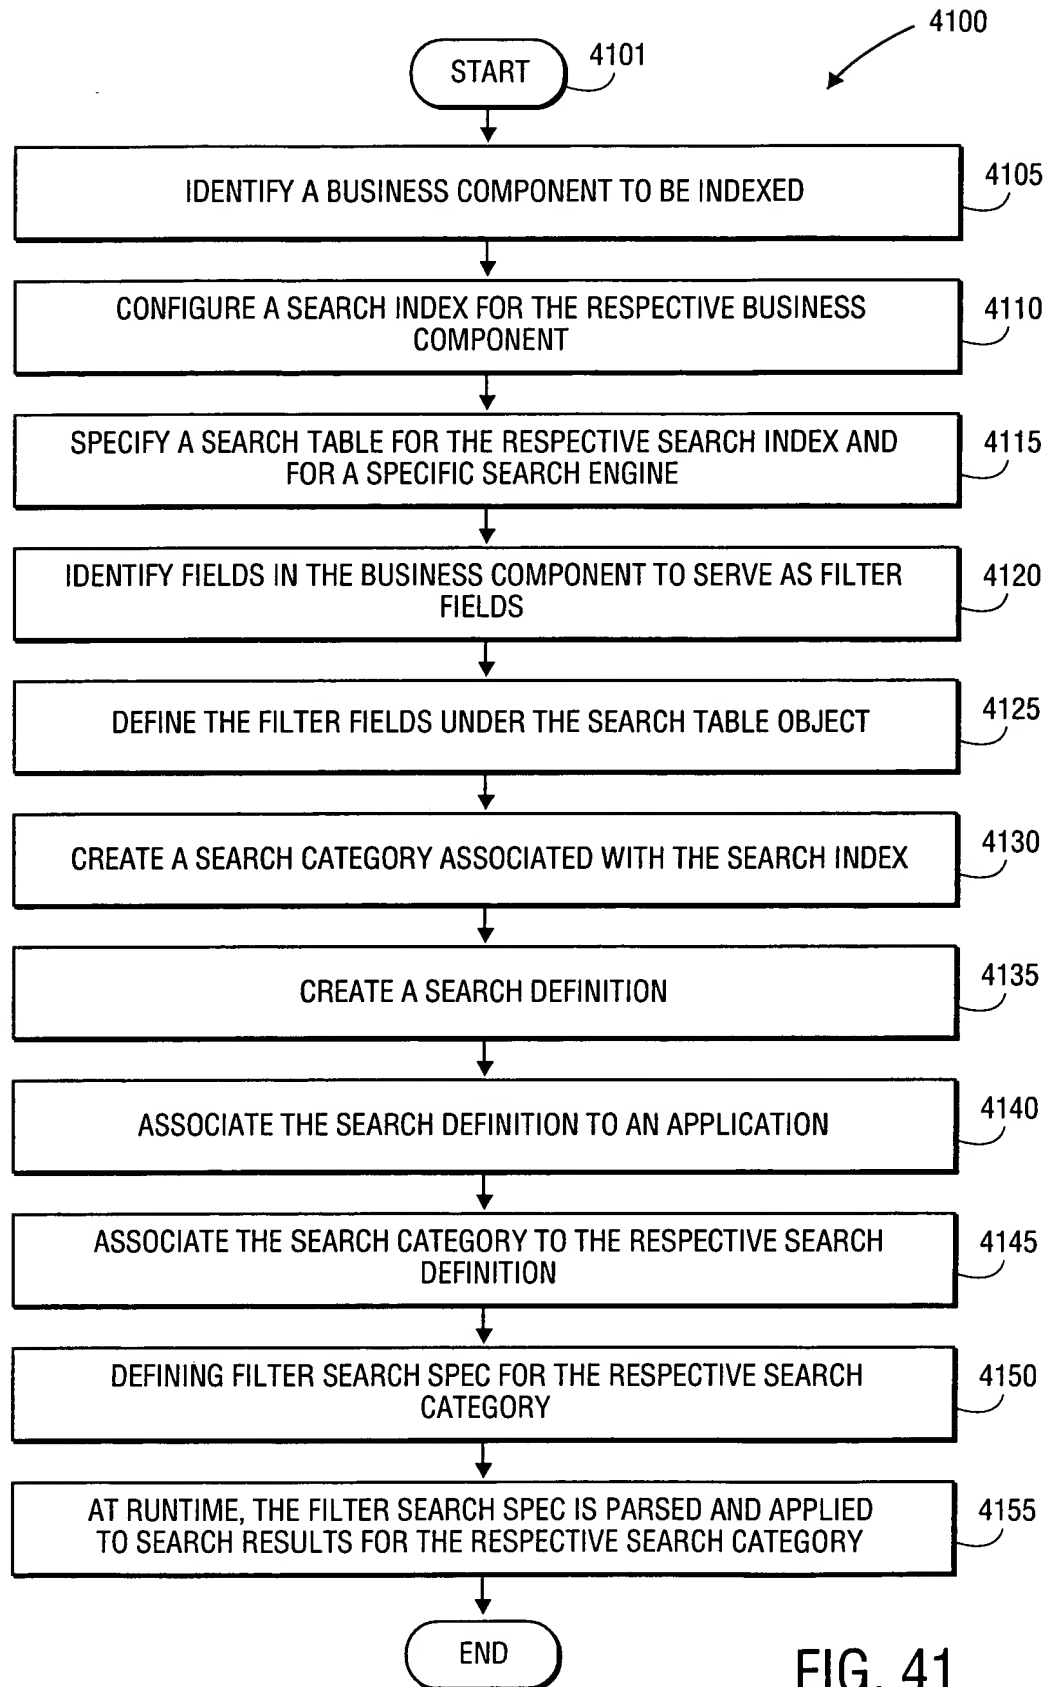 4100
START
4101
IDENTIFY A BUSINESS COMPONENT TO BE INDEXED
4105
CONFIGURE A SEARCH INDEX FOR THE RESPECTIVE BUSINESS
COMPONENT
4110
SPECIFY A SEARCH TABLE FOR THE RESPECTIVE SEARCH INDEX AND
FOR A SPECIFIC SEARCH ENGINE
4115
IDENTIFY FIELDS IN THE BUSINESS COMPONENT TO SERVE AS FILTER
FIELDS
4120
DEFINE THE FILTER FIELDS UNDER THE SEARCH TABLE OBJECT
4125
CREATE A SEARCH CATEGORY ASSOCIATED WITH THE SEARCH INDEX
4130
CREATE A SEARCH DEFINITION
4135
ASSOCIATE THE SEARCH DEFINITION TO AN APPLICATION
4140
ASSOCIATE THE SEARCH CATEGORY TO THE RESPECTIVE SEARCH
DEFINITION
4145
DEFINING FILTER SEARCH SPEC FOR THE RESPECTIVE SEARCH
CATEGORY
4150
AT RUNTIME, THE FILTER SEARCH SPEC IS PARSED AND APPLIED
TO SEARCH RESULTS FOR THE RESPECTIVE SEARCH CATEGORY
4155
END
FIG. 41